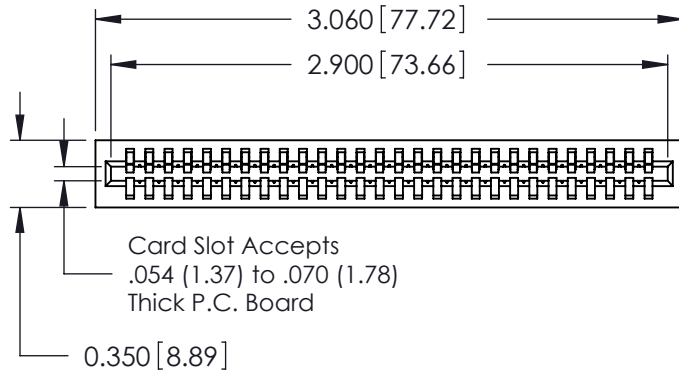 3.060 [77.72]
2.900 [73.66]
Card Slot Accepts
.054 (1.37) to .070 (1.78)
Thick P.C. Board
0.350 [8.89]